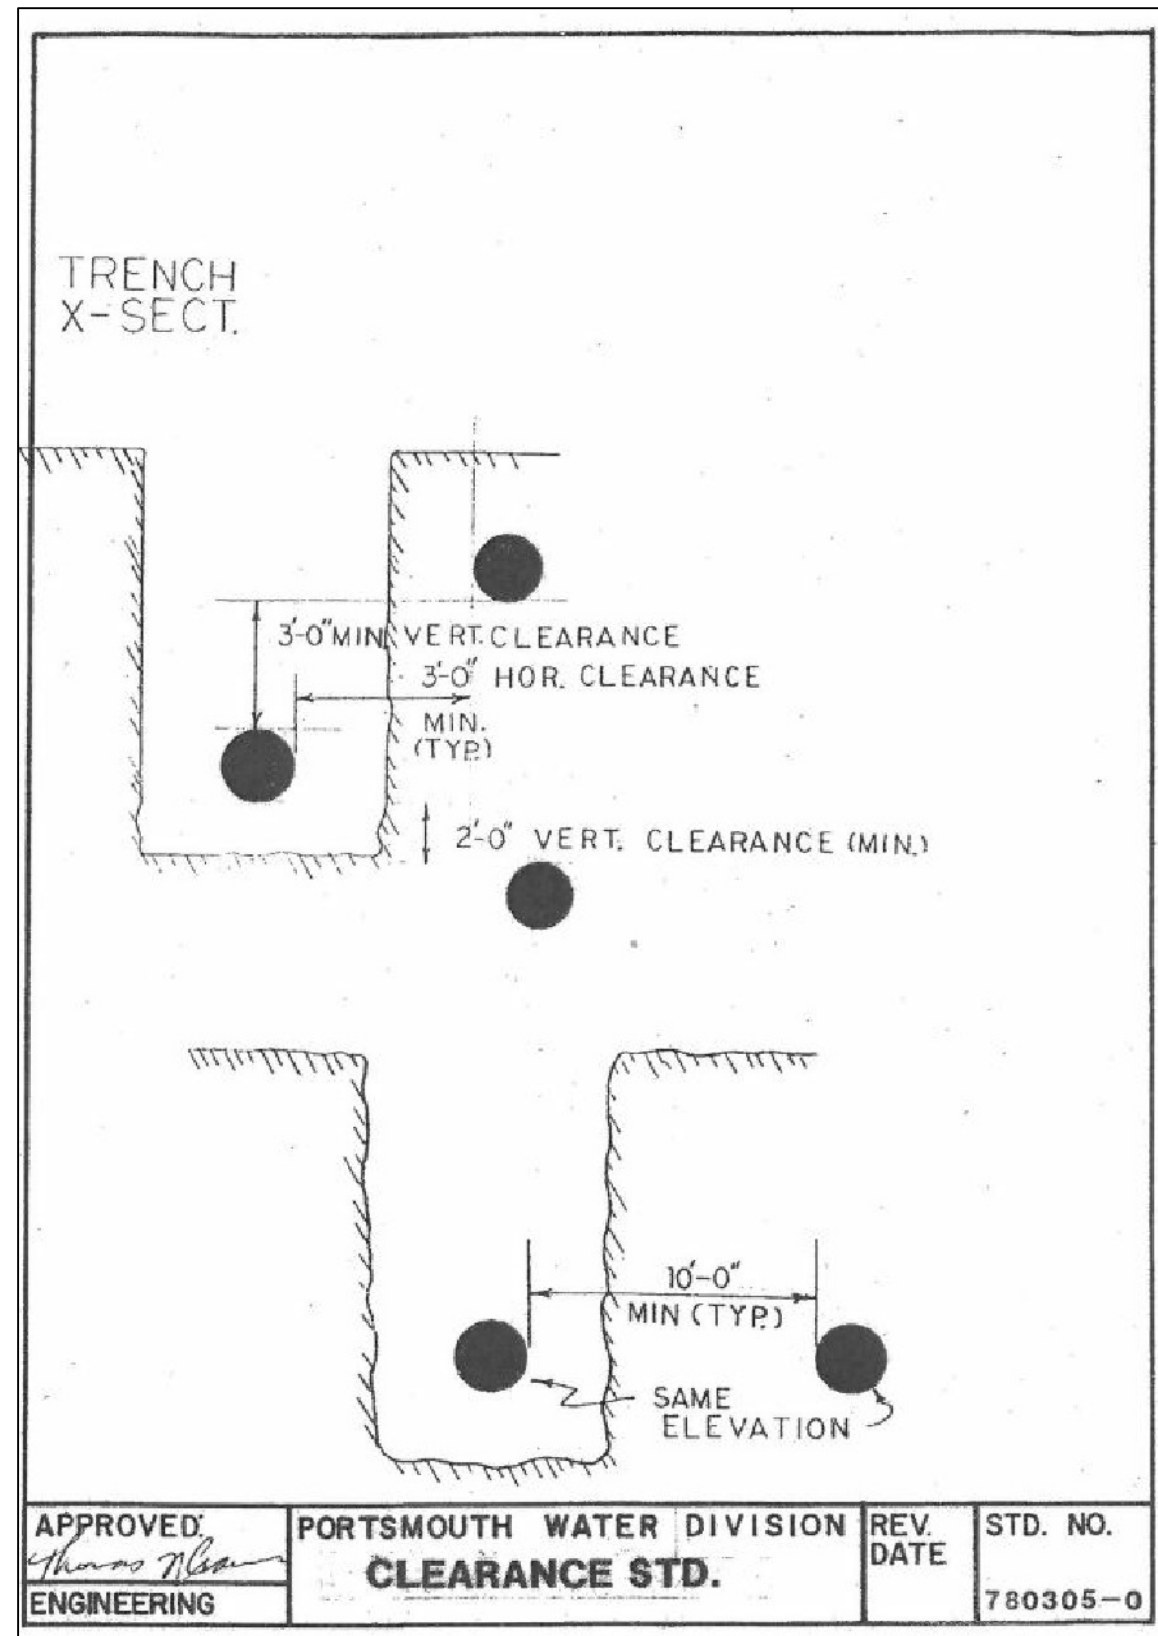 TRENCH
X-SECT.
3'-0" MIN. VERT. CLEARANCE
3'-0" HOR. CLEARANCE
MIN.
(TYP.)
2'-0" VERT. CLEARANCE (MIN.)
10'-0"
MIN (TYP.)
SAME
ELEVATION
APPROVED:
Thomas
ENGINEERING
PORTSMOUTH WATER DIVISION
CLEARANCE STD.
REV.
DATE
STD. NO.
780305-0